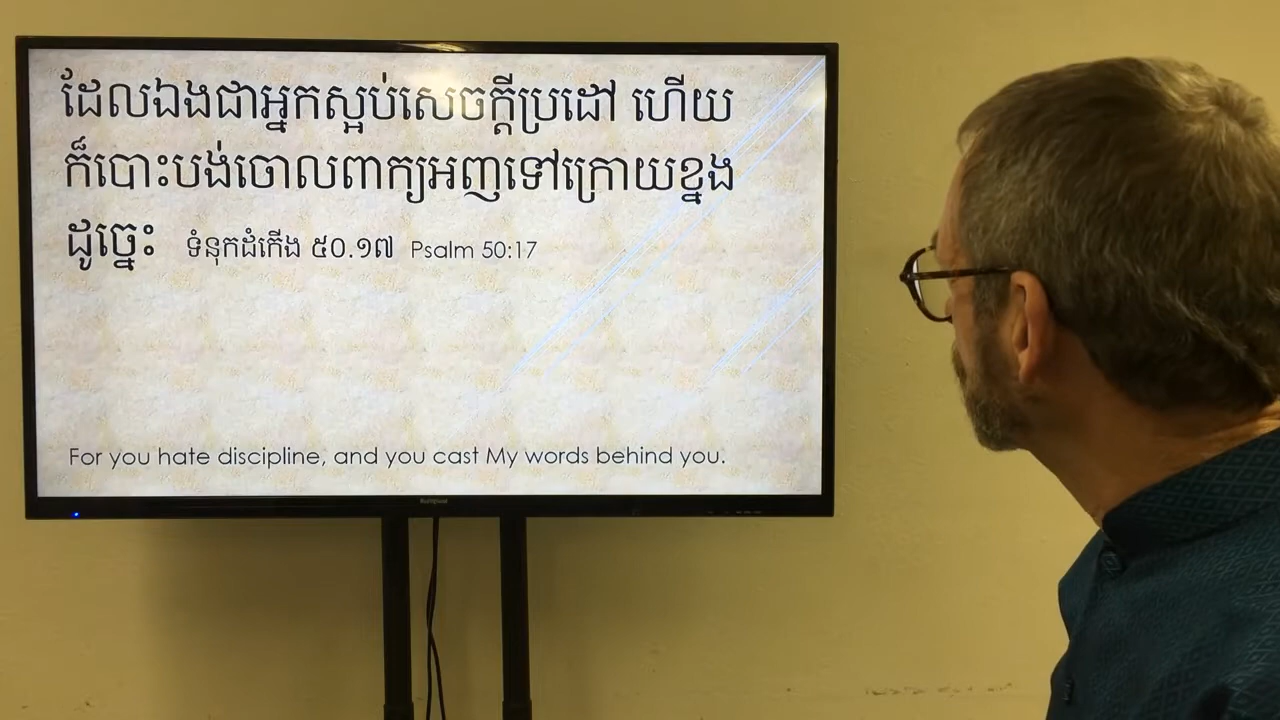 ដែលឯងជាអ្នកស្អប់សេចក្តីប្រដៅ ហើយ
ក៏បោះបង់ចោលពាក្យអញទៅក្រោយខ្នង
ដូច្នេះ ទំនុកដំកើង ៥០.១៧ Psalm 50:17
For you hate discipline, and you cast My words behind you.